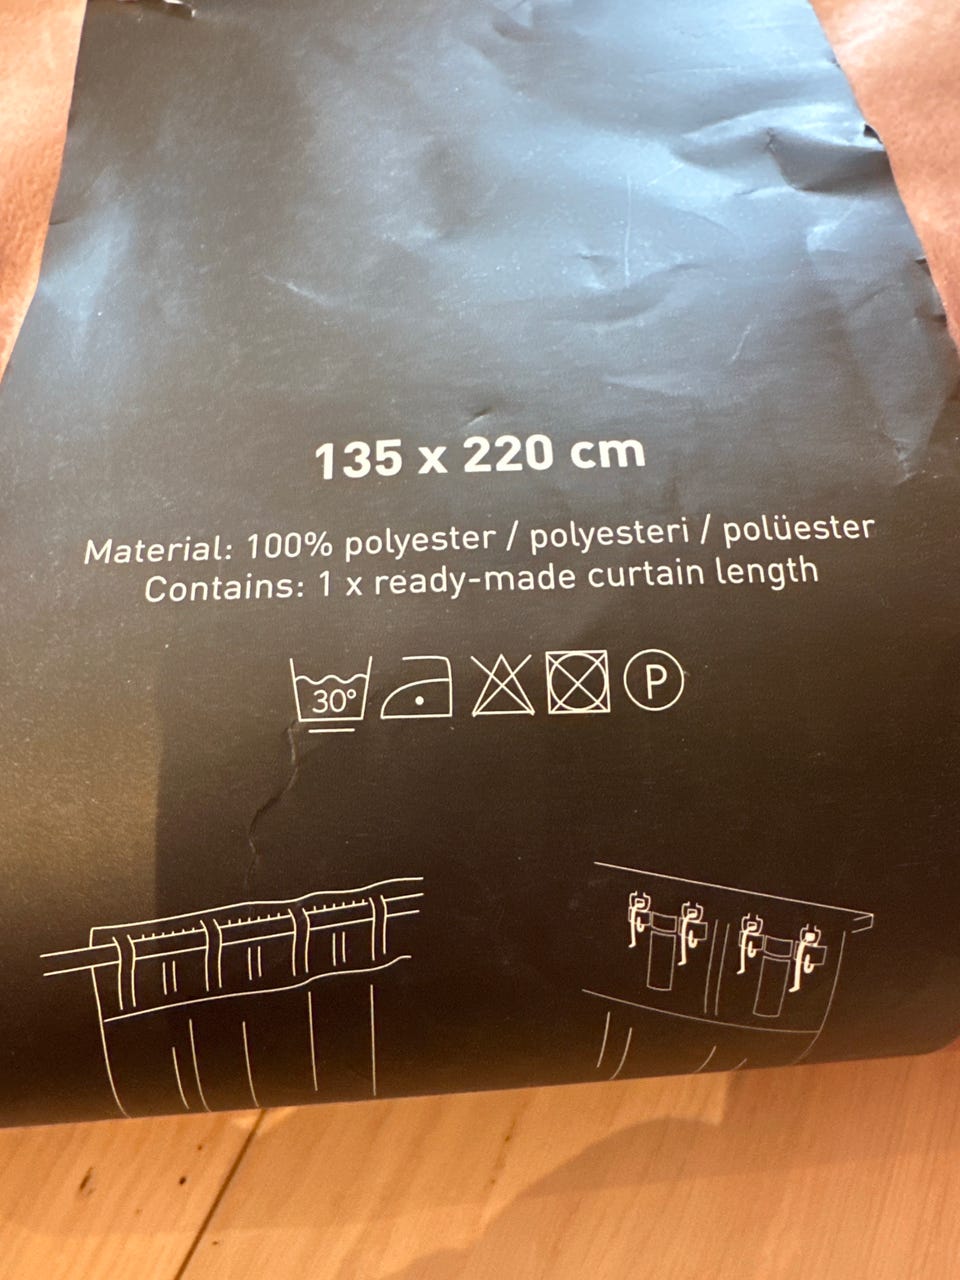 135 x 220 cm
Material: 100% polyester / polyesteri / polüester
Contains: 1 x ready-made curtain length
30°
P